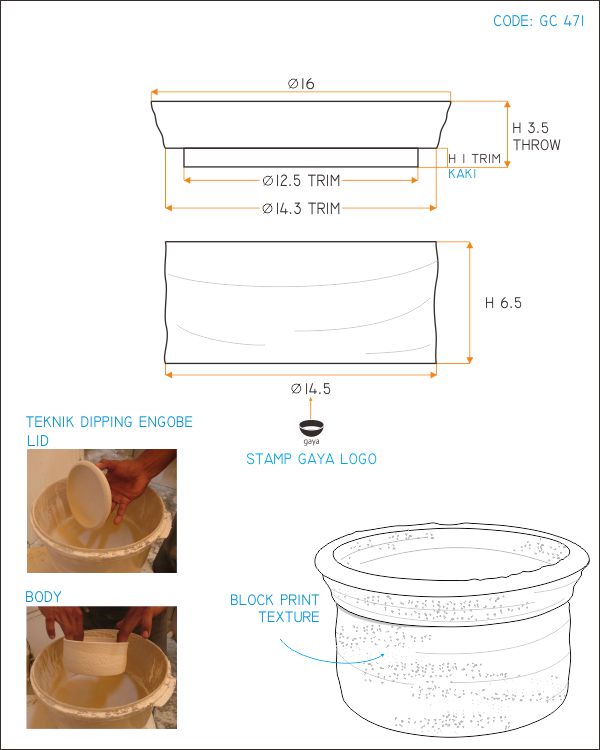 CODE: GC 471
Ø16
H 3.5
THROW
H 1 TRIM
KAKI
Ø12.5 TRIM
Ø14.3 TRIM
H 6.5
Ø14.5
gaya
STAMP GAYA LOGO
TEKNIK DIPPING ENGOBE
LID
BODY
BLOCK PRINT
TEXTURE